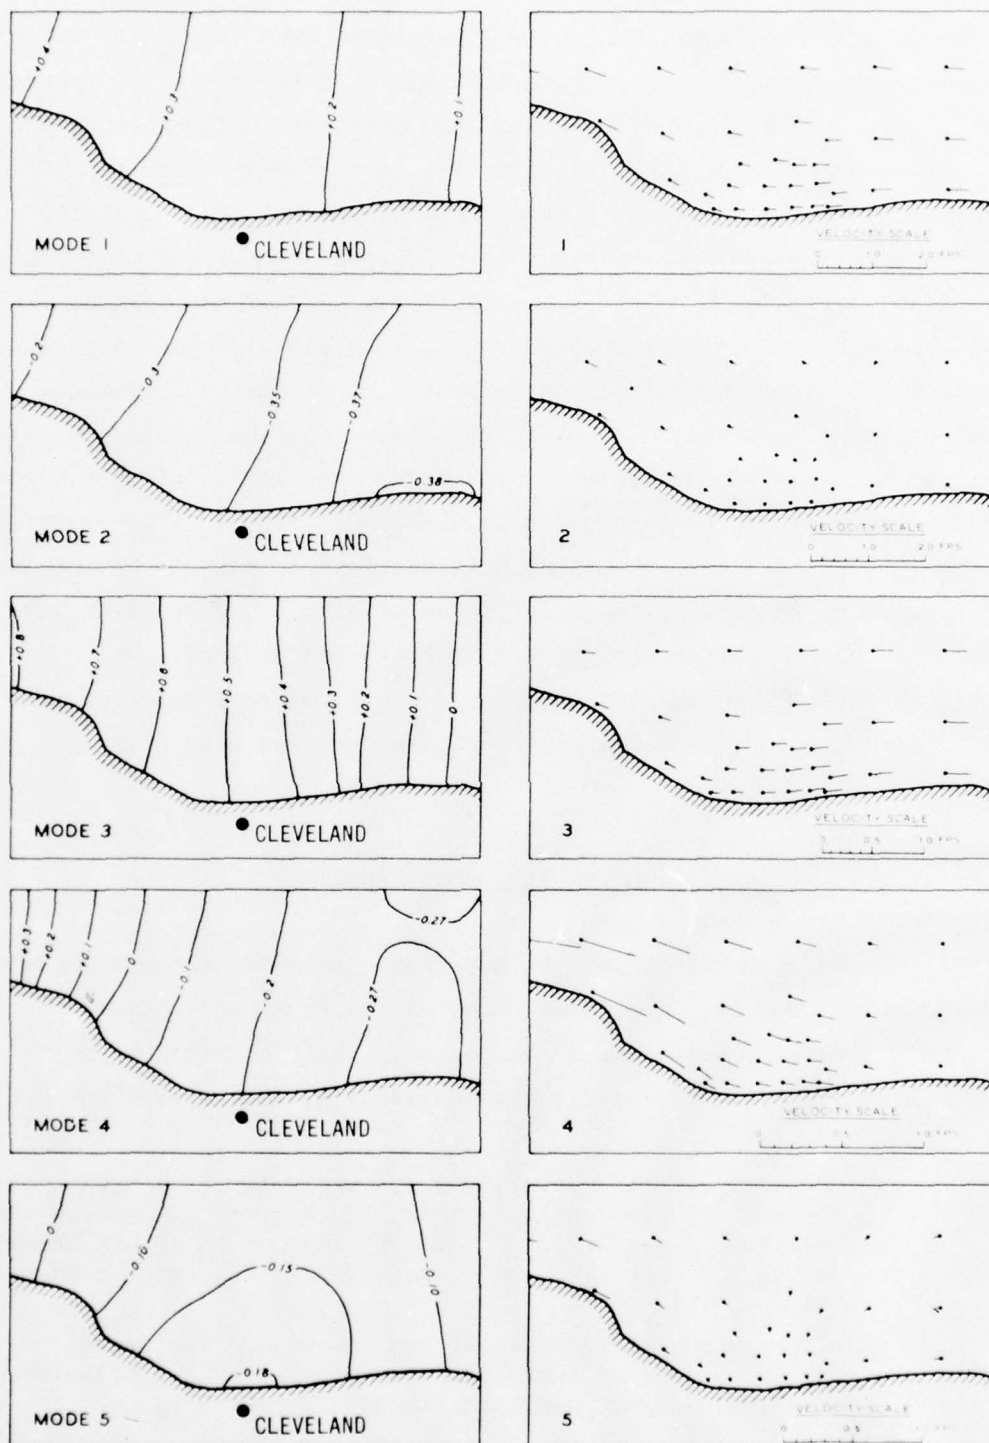 +0.4
+0.3
+0.2
+0.1
MODE 1
CLEVELAND
1
VELOCITY SCALE
0 1.0 2.0 FPS
-0.2
-0.3
-0.35
-0.37
-0.38
MODE 2
CLEVELAND
2
VELOCITY SCALE
0 1.0 2.0 FPS
+0.8
+0.7
+0.6
+0.5
+0.4
+0.3
+0.2
+0.1
0
MODE 3
CLEVELAND
3
VELOCITY SCALE
0 0.5 1.0 FPS
+0.3
+0.2
+0.1
0
-0.1
-0.2
-0.27
-0.27
MODE 4
CLEVELAND
4
VELOCITY SCALE
0 0.5 1.0 FPS
0
-0.10
-0.15
-0.10
-0.18
MODE 5
CLEVELAND
5
VELOCITY SCALE
0 0.5